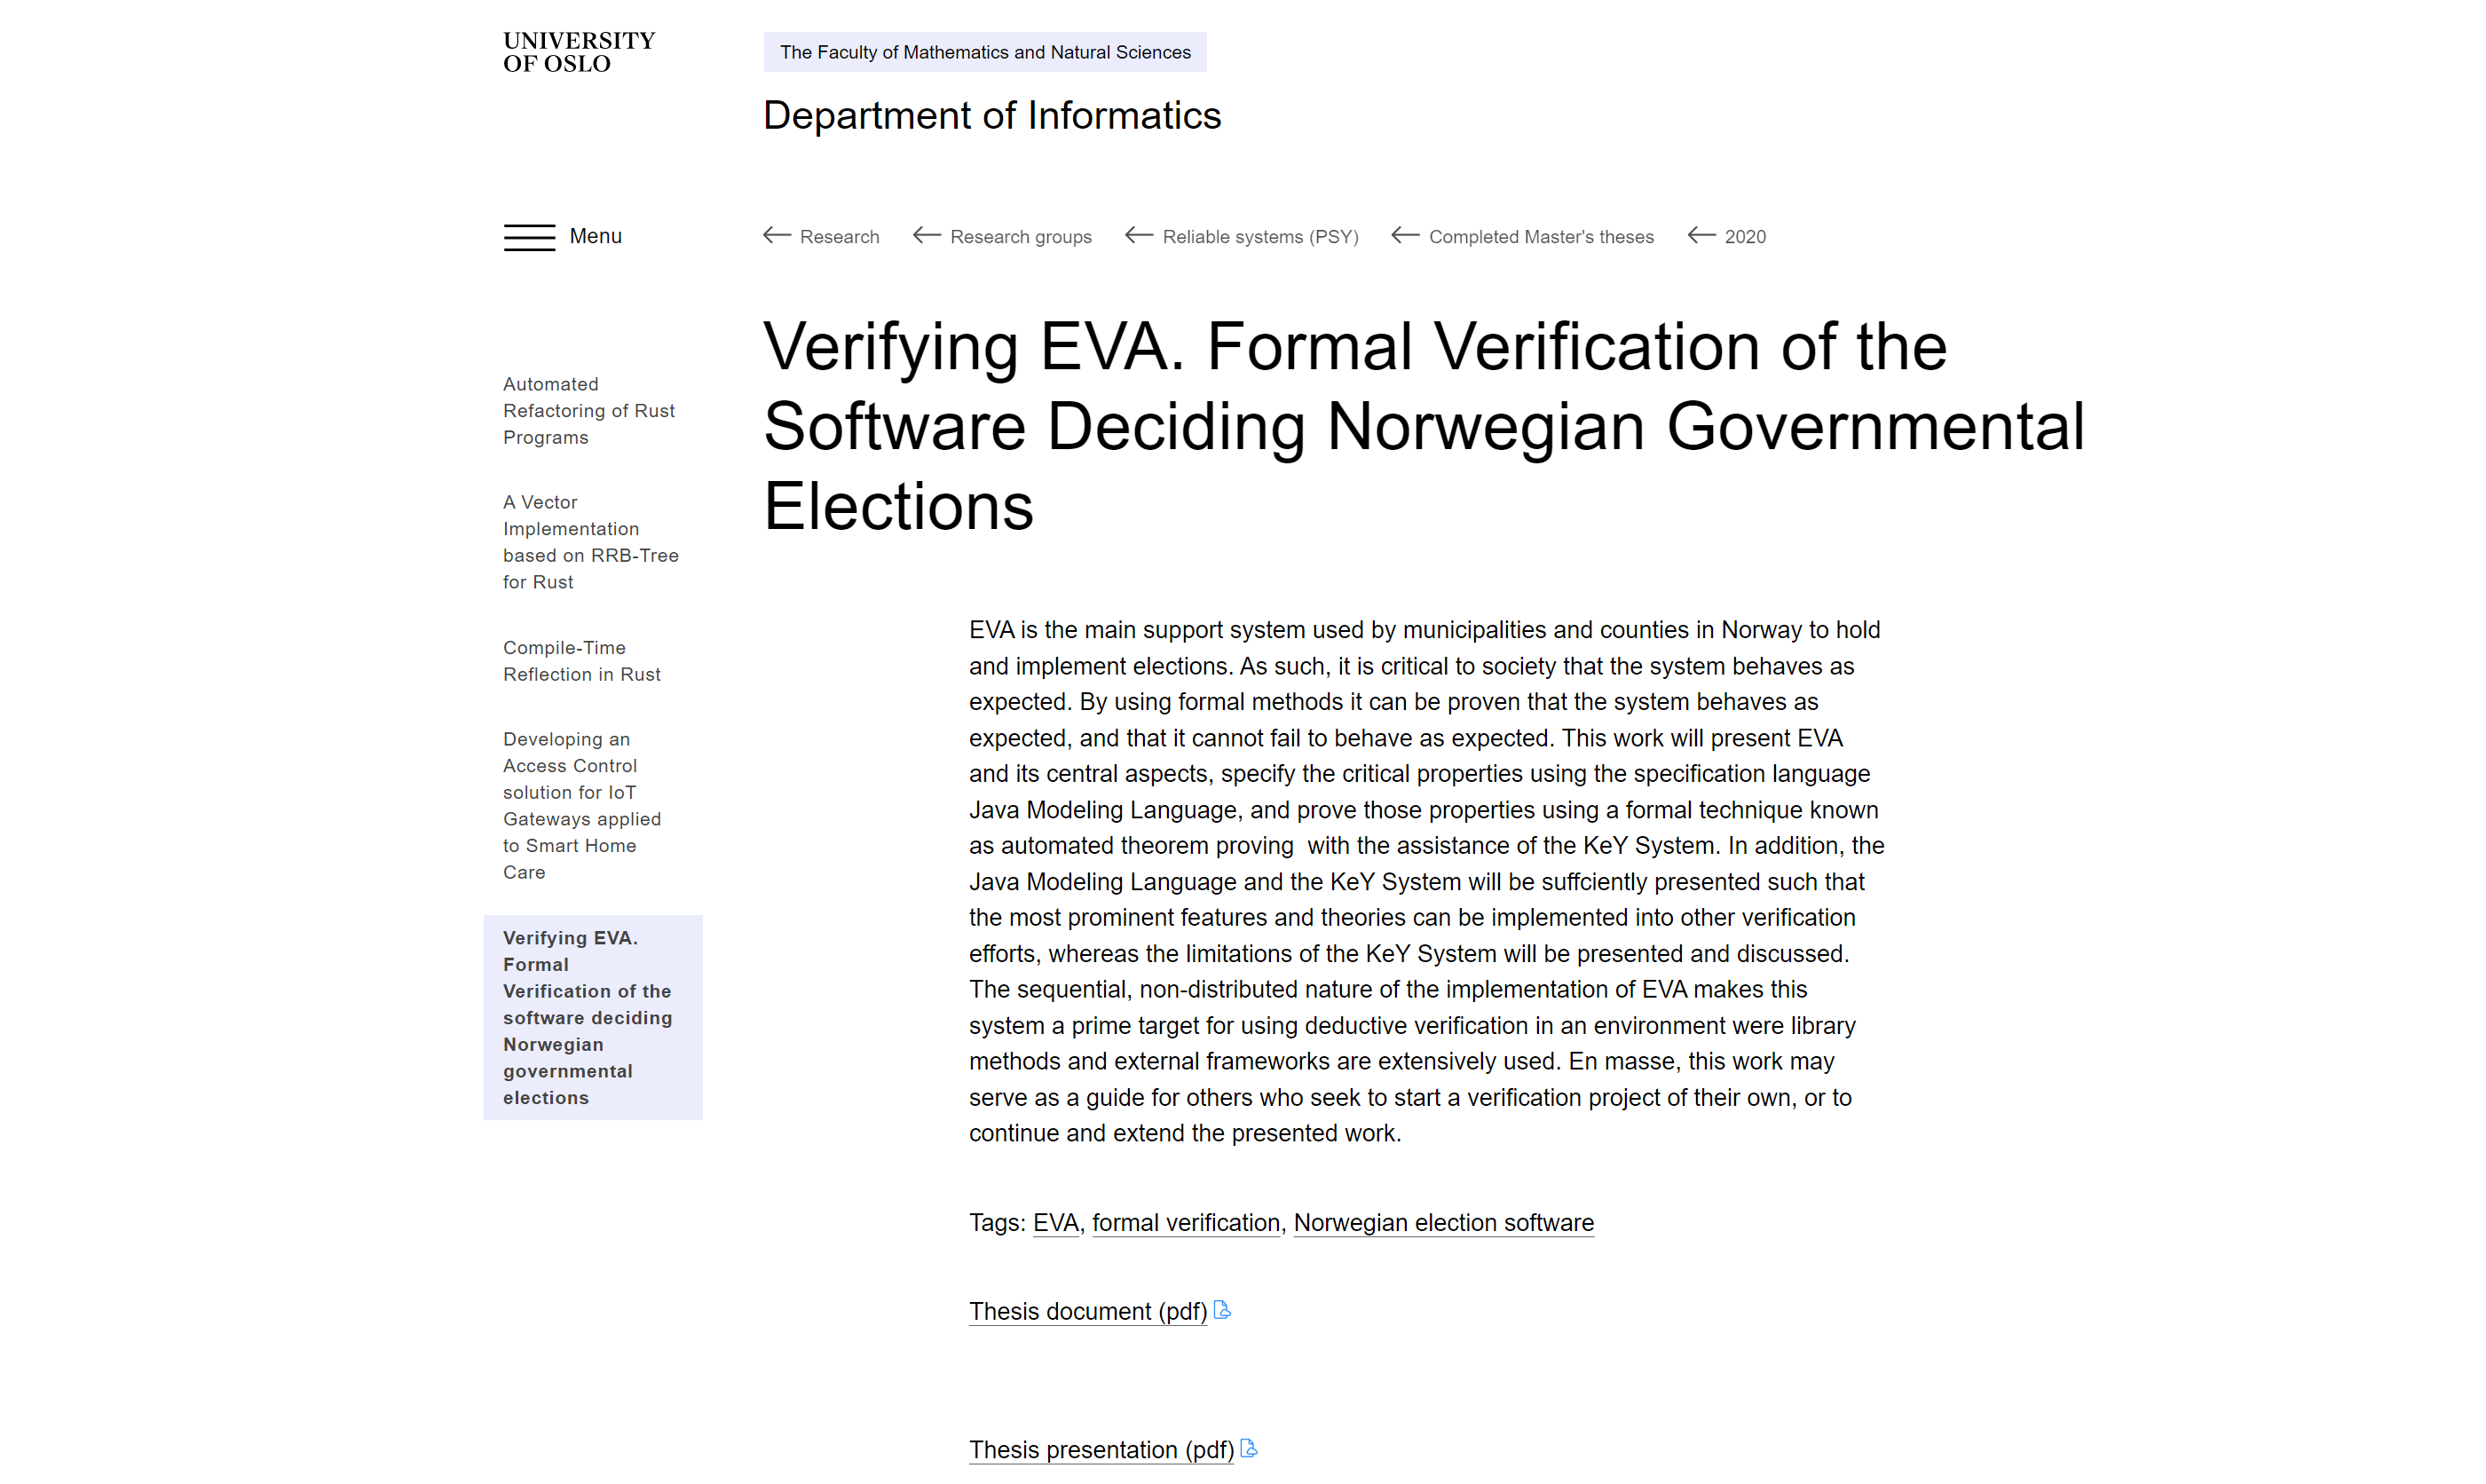 UNIVERSITY
OF OSLO
The Faculty of Mathematics and Natural Sciences
Department of Informatics
Menu
Research
Research groups
Reliable systems (PSY)
Completed Master's theses
2020
Automated
Refactoring of Rust
Programs
A Vector
Implementation
based on RRB-Tree
for Rust
Compile-Time
Reflection in Rust
Developing an
Access Control
solution for IoT
Gateways applied
to Smart Home
Care
Verifying EVA.
Formal
Verification of the
software deciding
Norwegian
governmental
elections
Verifying EVA. Formal Verification of the
Software Deciding Norwegian Governmental
Elections
EVA is the main support system used by municipalities and counties in Norway to hold
and implement elections. As such, it is critical to society that the system behaves as
expected. By using formal methods it can be proven that the system behaves as
expected, and that it cannot fail to behave as expected. This work will present EVA
and its central aspects, specify the critical properties using the specification language
Java Modeling Language, and prove those properties using a formal technique known
as automated theorem proving  with the assistance of the KeY System. In addition, the
Java Modeling Language and the KeY System will be suffciently presented such that
the most prominent features and theories can be implemented into other verification
efforts, whereas the limitations of the KeY System will be presented and discussed.
The sequential, non-distributed nature of the implementation of EVA makes this
system a prime target for using deductive verification in an environment were library
methods and external frameworks are extensively used. En masse, this work may
serve as a guide for others who seek to start a verification project of their own, or to
continue and extend the presented work.
Tags: EVA, formal verification, Norwegian election software
Thesis document (pdf)
Thesis presentation (pdf)